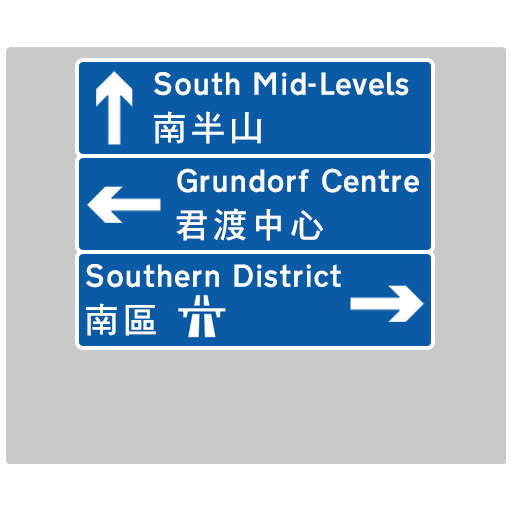 South Mid-Levels
南半山
Grundorf Centre
君渡中心
Southern District
南區